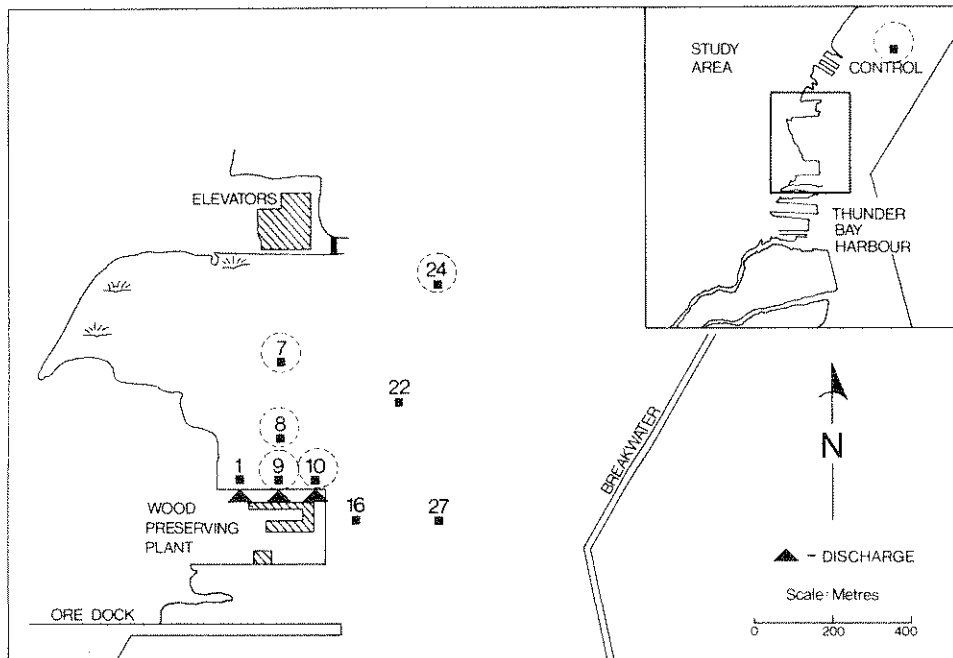 STUDY
AREA
CONTROL
THUNDER
BAY
HARBOUR
ELEVATORS
24
7
22
8
1
9
10
16
27
WOOD
PRESERVING
PLANT
ORE DOCK
BREAKWATER
N
- DISCHARGE
Scale: Metres
0 200 400